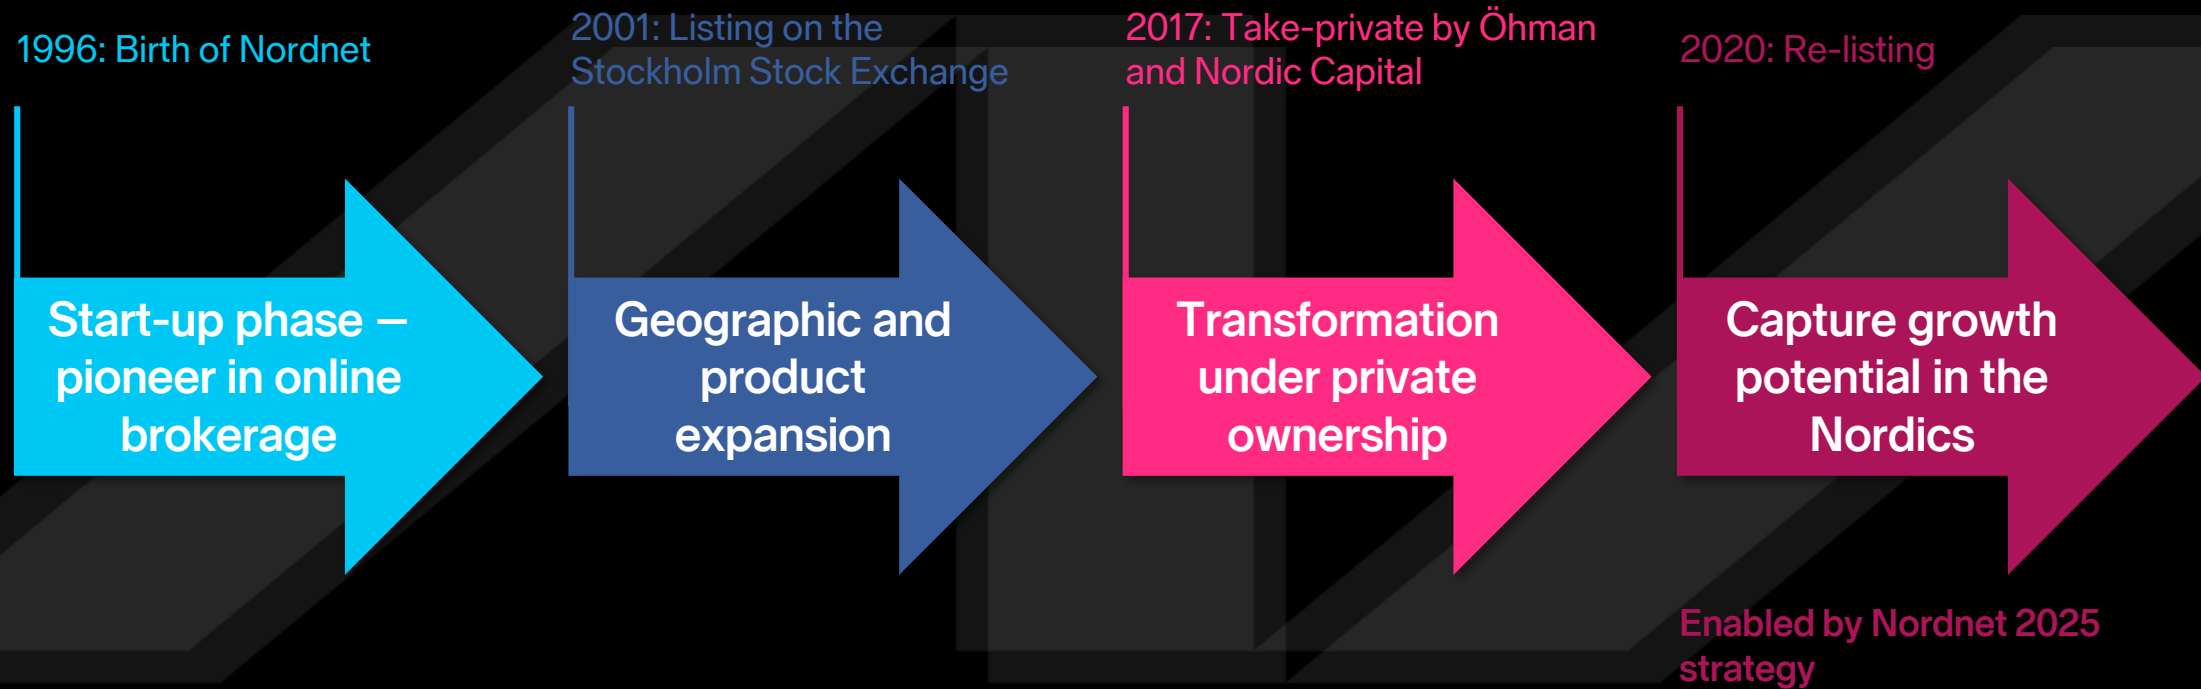 1996: Birth of Nordnet
2001: Listing on the
Stockholm Stock Exchange
2017: Take-private by Öhman
and Nordic Capital
2020: Re-listing
Start-up phase –
pioneer in online
brokerage
Geographic and
product
expansion
Transformation
under private
ownership
Capture growth
potential in the
Nordics
Enabled by Nordnet 2025
strategy